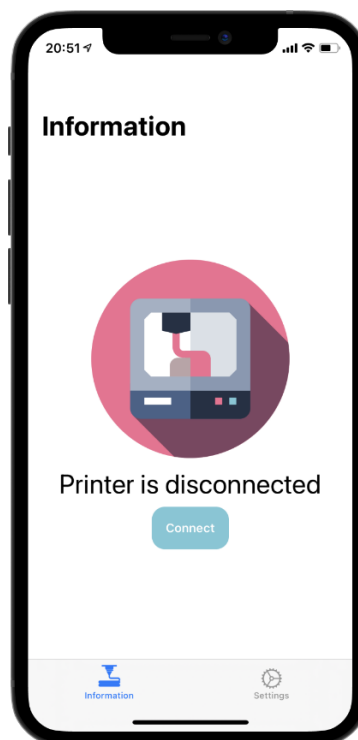 20:51
Information
Printer is disconnected
Connect
Information
Settings